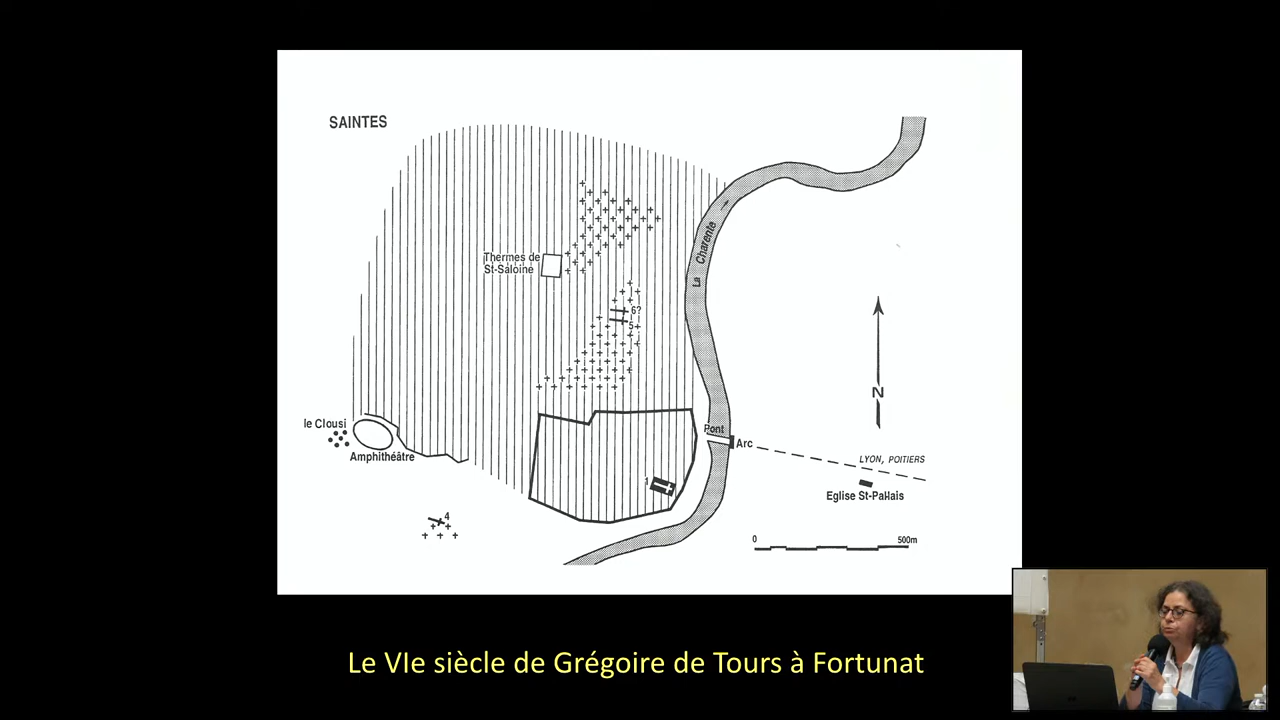 SAINTES
La Charente
Thermes de
St-Saloine
6?
5
le Clousi
Amphithéâtre
Pont
Arc
N
LYON, POITIERS
Eglise St-Pallais
1
4
0
500m
Le VIe siècle de Grégoire de Tours à Fortunat